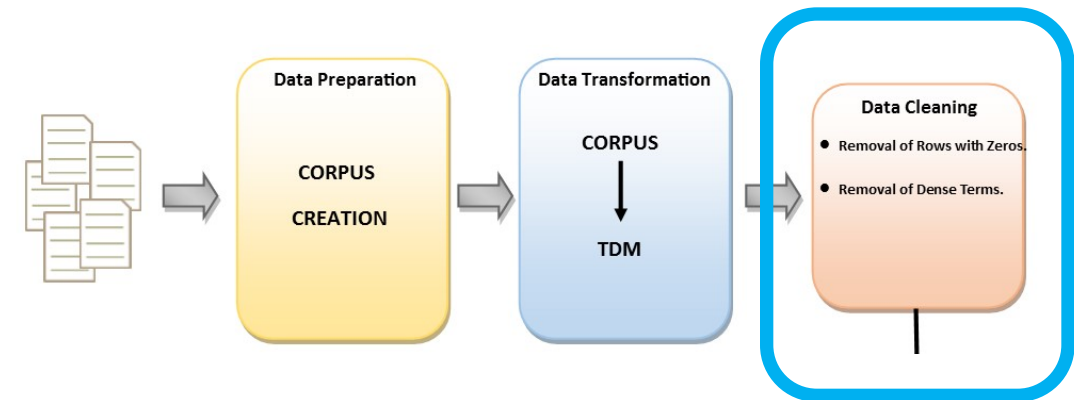 Data Preparation
CORPUS
CREATION
Data Transformation
CORPUS
TDM
Data Cleaning
● Removal of Rows with Zeros.
● Removal of Dense Terms.